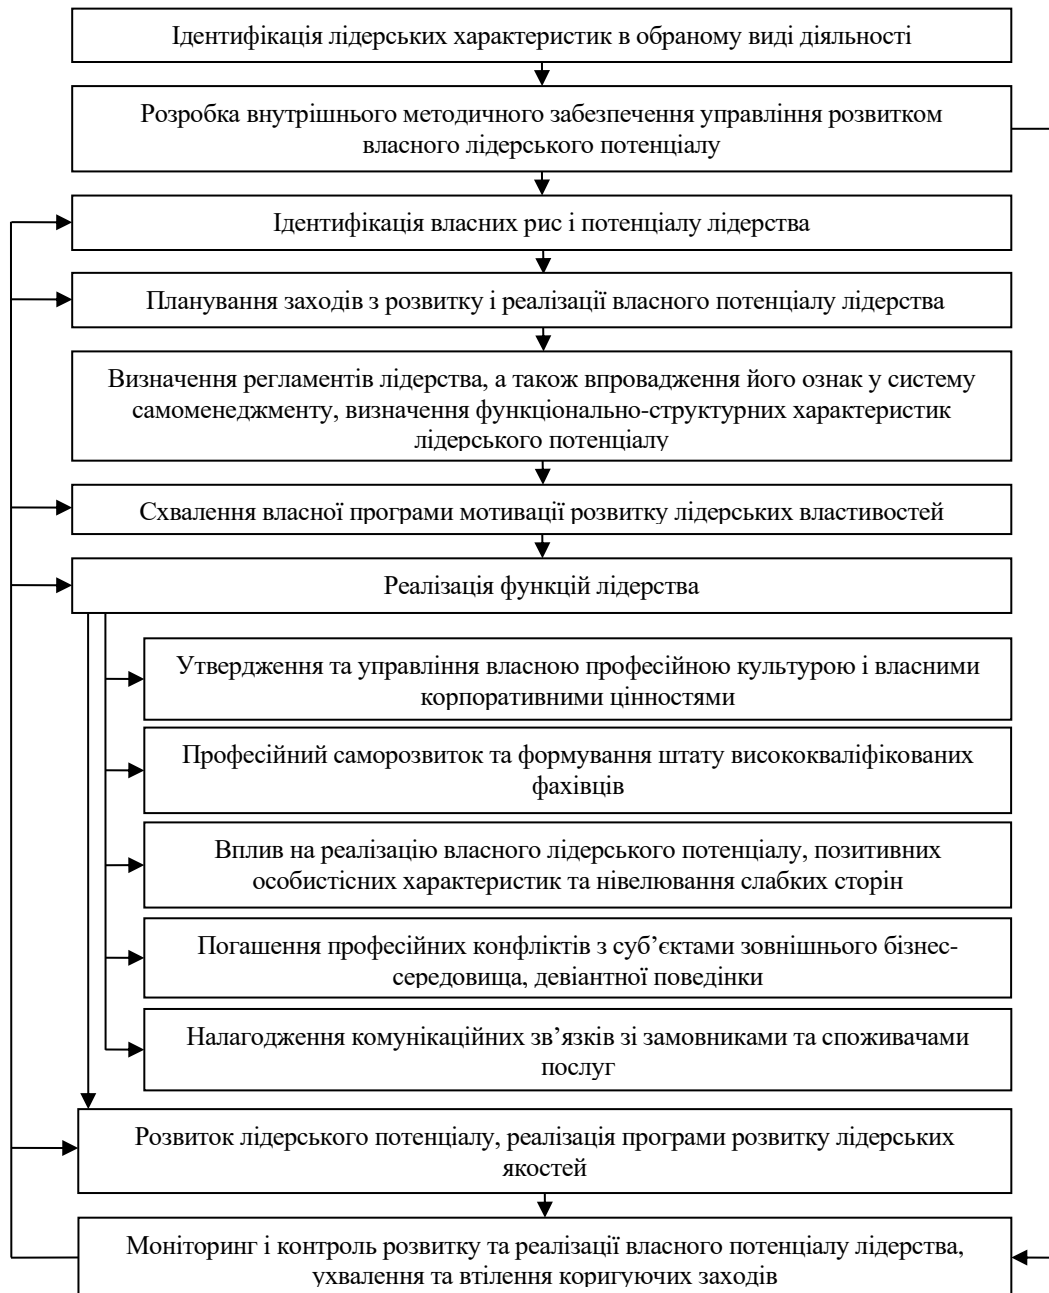 Ідентифікація лідерських характеристик в обраному виді діяльності
Розробка внутрішнього методичного забезпечення управління розвитком
власного лідерського потенціалу
Ідентифікація власних рис і потенціалу лідерства
Планування заходів з розвитку і реалізації власного потенціалу лідерства
Визначення регламентів лідерства, а також впровадження його ознак у систему
самоменеджменту, визначення функціонально-структурних характеристик
лідерського потенціалу
Схвалення власної програми мотивації розвитку лідерських властивостей
Реалізація функцій лідерства
Утвердження та управління власною професійною культурою і власними
корпоративними цінностями
Професійний саморозвиток та формування штату висококваліфікованих
фахівців
Вплив на реалізацію власного лідерського потенціалу, позитивних
особистісних характеристик та нівелювання слабких сторін
Погашення професійних конфліктів з суб’єктами зовнішнього бізнес-
середовища, девіантної поведінки
Налагодження комунікаційних зв’язків зі замовниками та споживачами
послуг
Розвиток лідерського потенціалу, реалізація програми розвитку лідерських
якостей
Моніторинг і контроль розвитку та реалізації власного потенціалу лідерства,
ухвалення та втілення коригуючих заходів